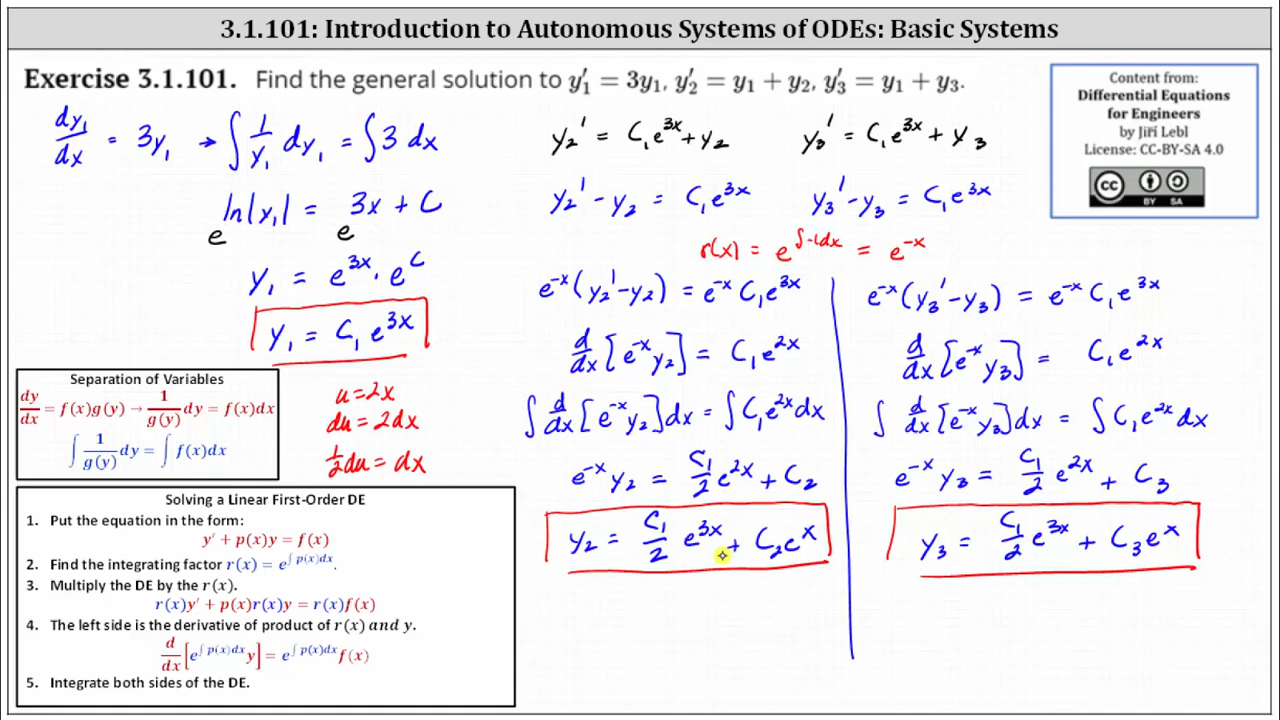 3.1.101: Introduction to Autonomous Systems of ODEs: Basic Systems
Exercise 3.1.101. Find the general solution to y₁′ = 3y₁, y₂′ = y₁ + y₂, y₃′ = y₁ + y₃.
Content from:
Differential Equations
for Engineers
by Jiří Lebl
License: CC-BY-SA 4.0
cc BY SA
dy₁/dx = 3y₁ → ∫ 1/y₁ dy₁ = ∫3 dx
ln|y₁| = 3x + C
e e
y₁ = e^3x · e^C
y₁ = C₁ e^3x
Separation of Variables
dy/dx = f(x)g(y) → 1/g(y) dy = f(x)dx
∫ 1/g(y) dy = ∫ f(x)dx
u = 2x
du = 2dx
½du = dx
Solving a Linear First-Order DE
1. Put the equation in the form:
y′ + p(x)y = f(x)
2. Find the integrating factor r(x) = e^∫p(x)dx.
3. Multiply the DE by the r(x).
r(x)y′ + p(x)r(x)y = r(x)f(x)
4. The left side is the derivative of product of r(x) and y.
d/dx [e^∫p(x)dx y] = e^∫p(x)dx f(x)
5. Integrate both sides of the DE.
y₂′ = C₁e^3x + y₂
y₃′ = C₁e^3x + y₃
y₂′ − y₂ = C₁e^3x
y₃′ − y₃ = C₁e^3x
r(x) = e^∫-1dx = e^-x
e^-x (y₂′ − y₂) = e^-x C₁e^3x
d/dx [e^-x y₂] = C₁e^2x
∫ d/dx [e^-x y₂]dx = ∫C₁e^2x dx
e^-x y₂ = C₁/2 e^2x + C₂
y₂ = C₁/2 e^3x + C₂e^x
e^-x (y₃′ − y₃) = e^-x C₁e^3x
d/dx [e^-x y₃] = C₁e^2x
∫ d/dx [e^-x y₃]dx = ∫C₁e^2x dx
e^-x y₃ = C₁/2 e^2x + C₃
y₃ = C₁/2 e^3x + C₃e^x